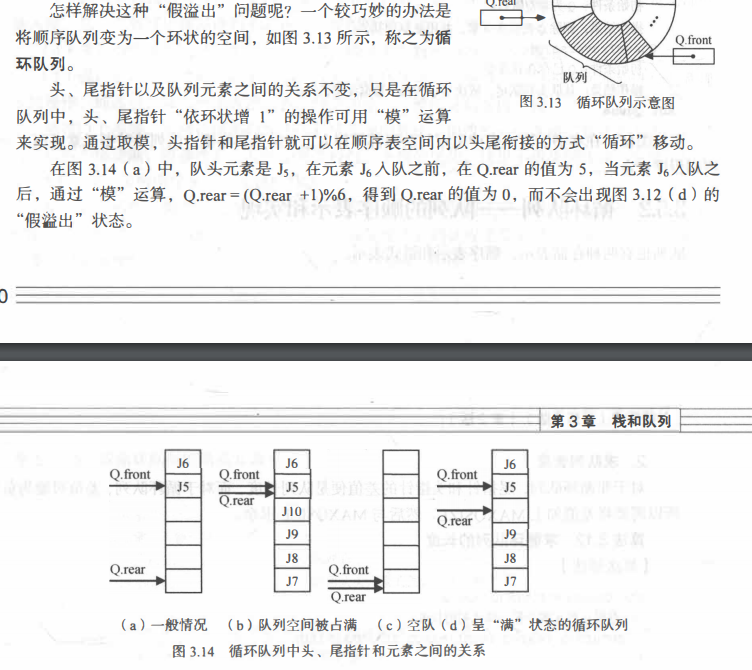 怎样解决这种“假溢出”问题呢？一个较巧妙的办法是
将顺序队列变为一个环状的空间，如图 3.13 所示，称之为循
环队列。
Q.rear
Q.front
队列
图 3.13 循环队列示意图
头、尾指针以及队列元素之间的关系不变，只是在循环
队列中，头、尾指针“依环状增 1”的操作可用“模”运算
来实现。通过取模，头指针和尾指针就可以在顺序表空间内以头尾衔接的方式“循环”移动。
在图 3.14（a）中，队头元素是 J5，在元素 J6 入队之前，在 Q.rear 的值为 5，当元素 J6 入队之
后，通过“模”运算，Q.rear = (Q.rear +1)%6，得到 Q.rear 的值为 0，而不会出现图 3.12（d）的
“假溢出”状态。
0
第 3 章 栈和队列
Q.front
Q.rear
J6
J5
Q.front
Q.rear
J6
J5
J10
J9
J8
J7
Q.front
Q.rear
Q.front
Q.rear
J6
J5
J9
J8
J7
（a）一般情况 （b）队列空间被占满 （c）空队（d）呈“满”状态的循环队列
图 3.14 循环队列中头、尾指针和元素之间的关系